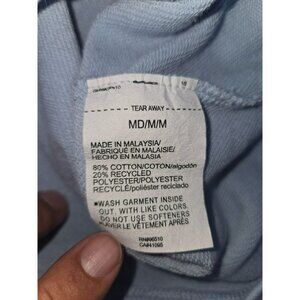 TEAR AWAY
MD/M/M
MADE IN MALAYSIA/
FABRIQUÉ EN MALAISIE/
HECHO EN MALASIA
80% COTTON/COTON/algodón
20% RECYCLED
POLYESTER/POLYESTER
RECYCLÉ/poliéster reciclado
WASH GARMENT INSIDE
OUT. WITH LIKE COLORS.
DO NOT USE SOFTENERS
LAVER LE VÊTEMENT APRÈS